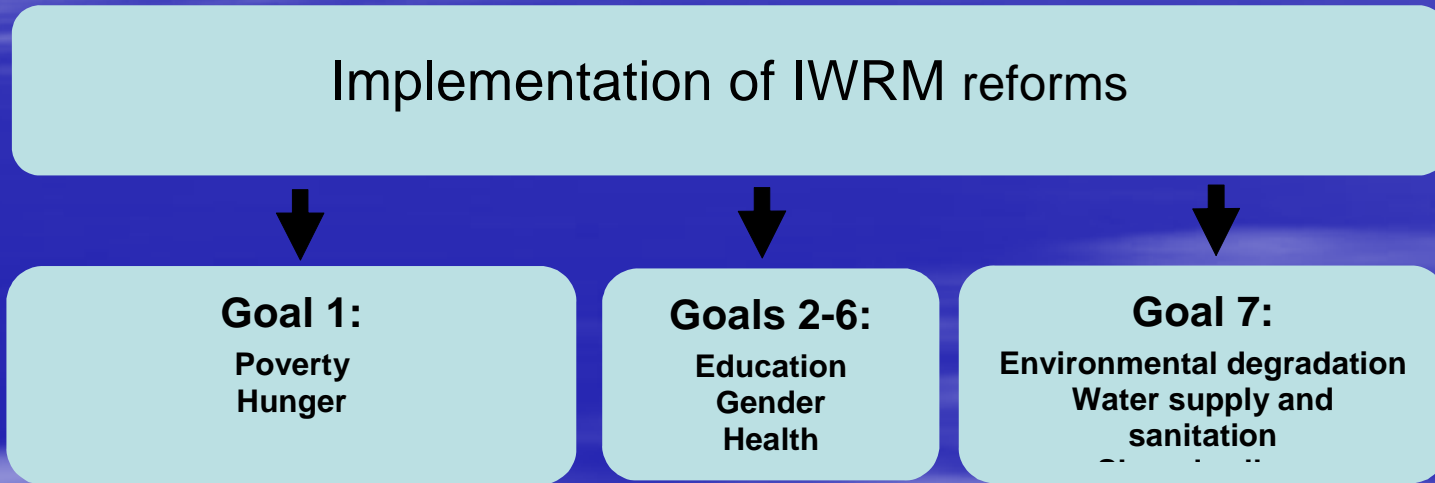 Implementation of IWRM reforms
Goal 1:
Poverty
Hunger
Goals 2-6:
Education
Gender
Health
Goal 7:
Environmental degradation
Water supply and
sanitation